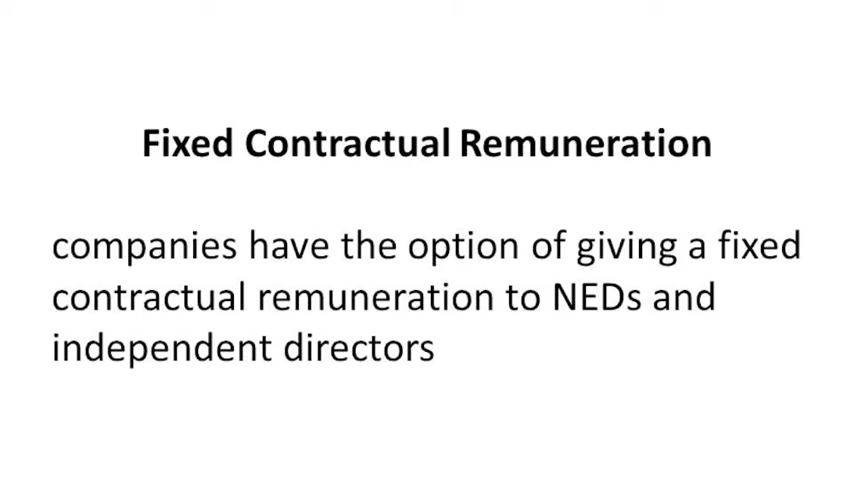 Fixed Contractual Remuneration
companies have the option of giving a fixed
contractual remuneration to NEDs and
independent directors